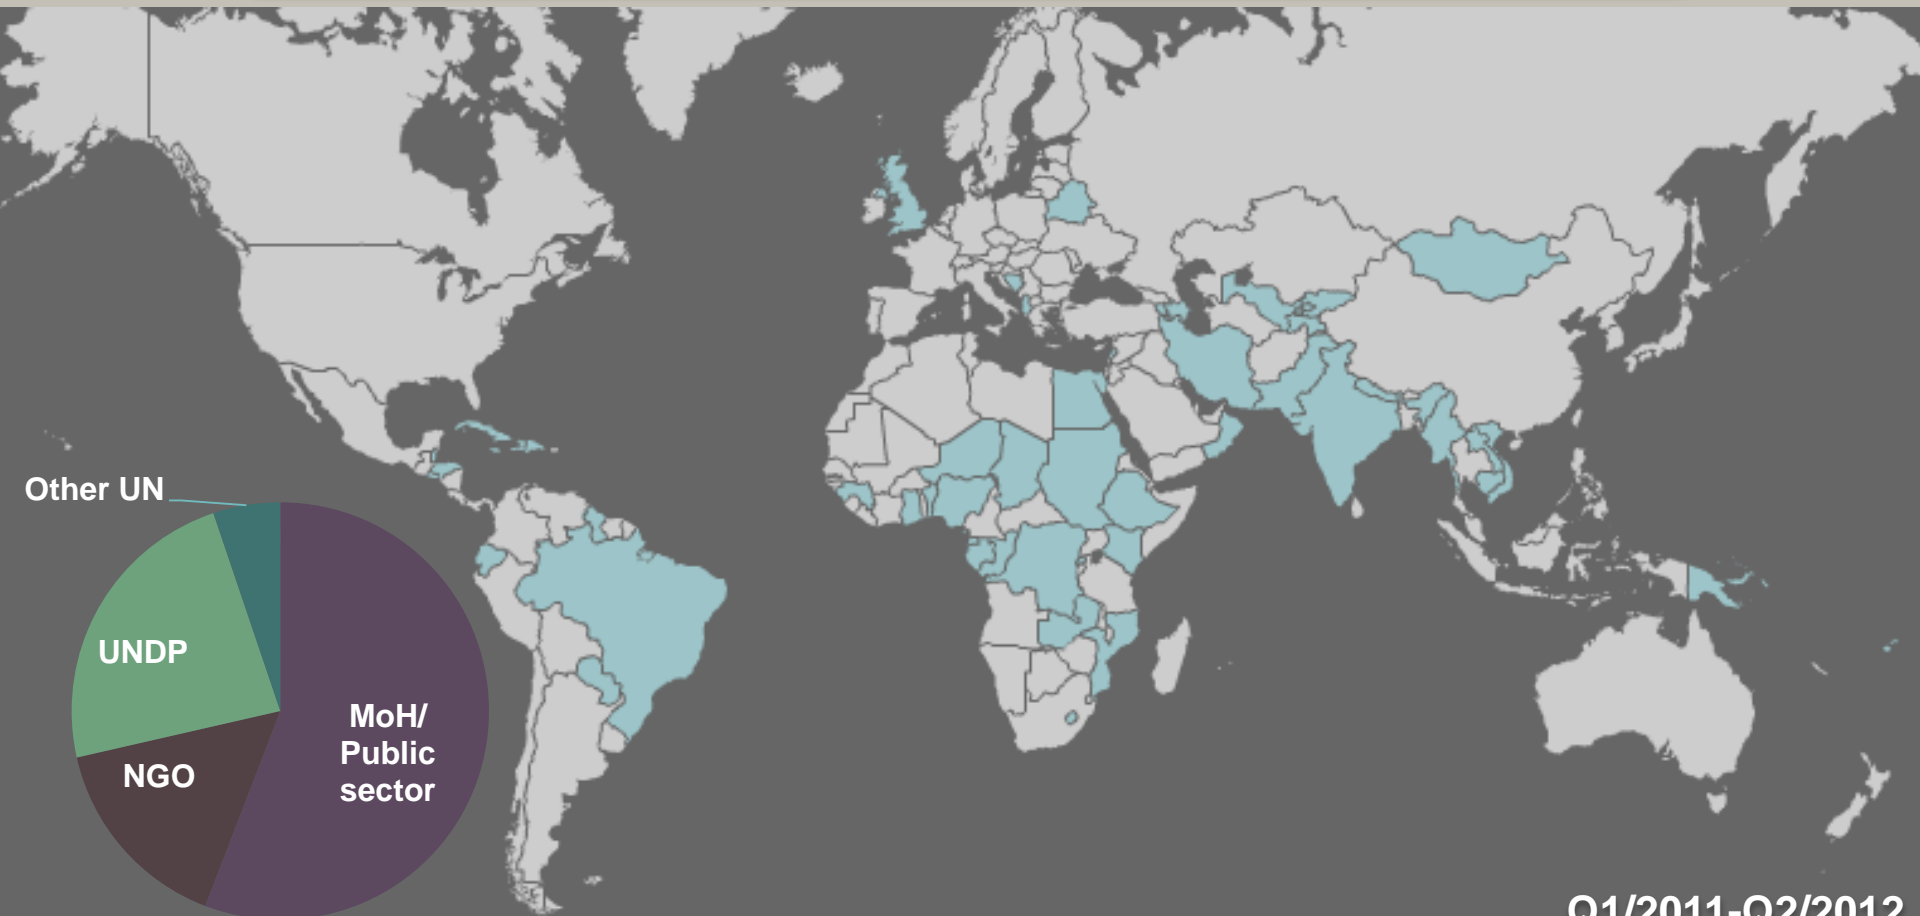 Other UN
UNDP
MoH/
Public
sector
NGO
Q1/2011-Q2/2012